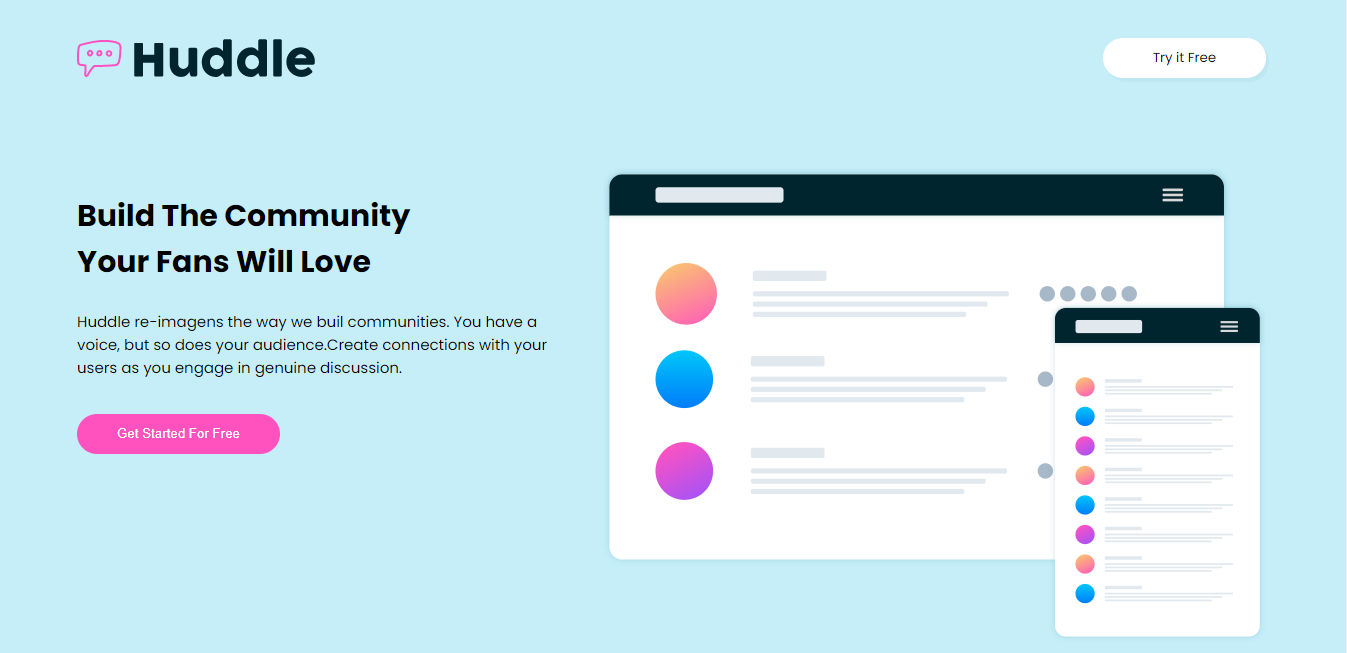 Huddle
Try it Free
Build The Community
Your Fans Will Love
Huddle re-imagens the way we buil communities. You have a
voice, but so does your audience.Create connections with your
users as you engage in genuine discussion.
Get Started For Free